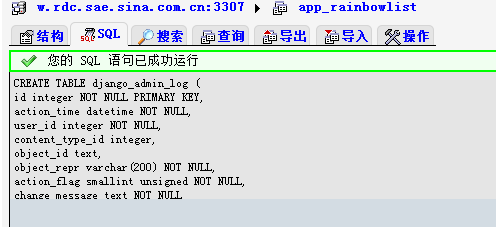 w.rdc.sae.sina.com.cn:3307 ▸ app_rainbowlist
结构 SQL 搜索 查询 导出 导入 操作
您的 SQL 语句已成功运行
CREATE TABLE django_admin_log (
id integer NOT NULL PRIMARY KEY,
action_time datetime NOT NULL,
user_id integer NOT NULL,
content_type_id integer,
object_id text,
object_repr varchar(200) NOT NULL,
action_flag smallint unsigned NOT NULL,
change_message text NOT NULL